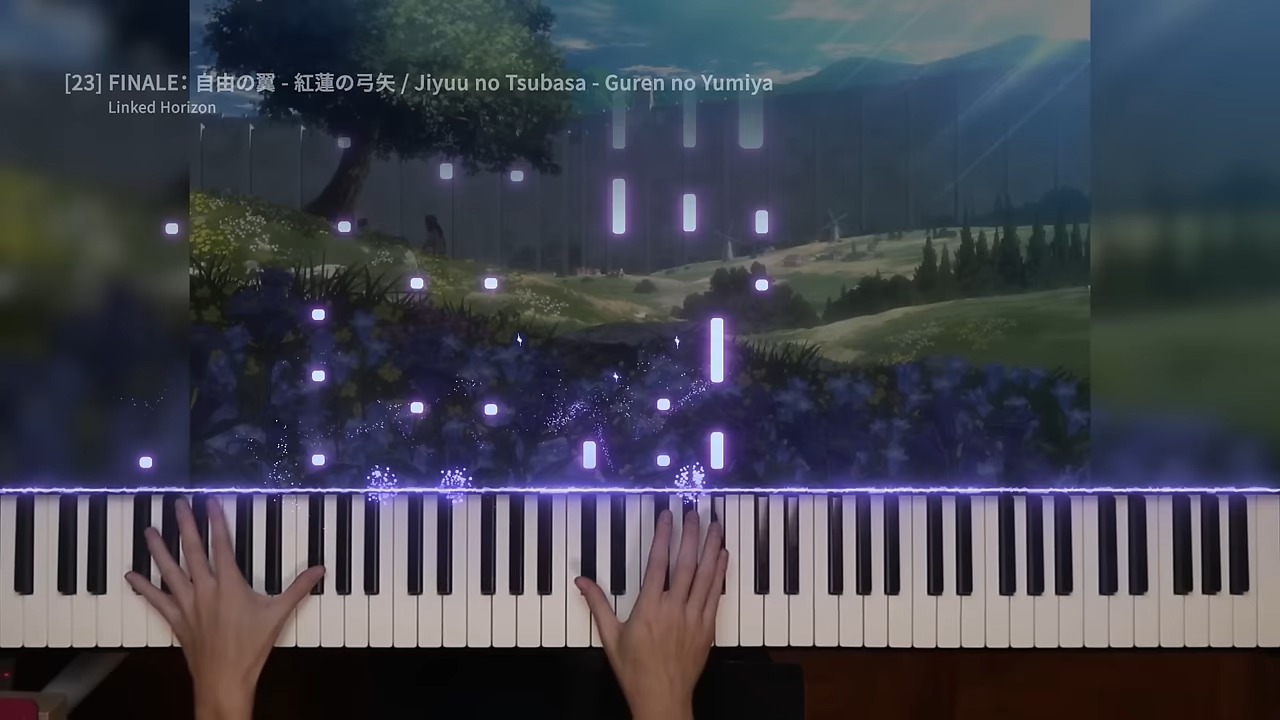 [23] FINALE: 自由の翼 - 紅蓮の弓矢 / Jiyuu no Tsubasa - Guren no Yumiya
Linked Horizon